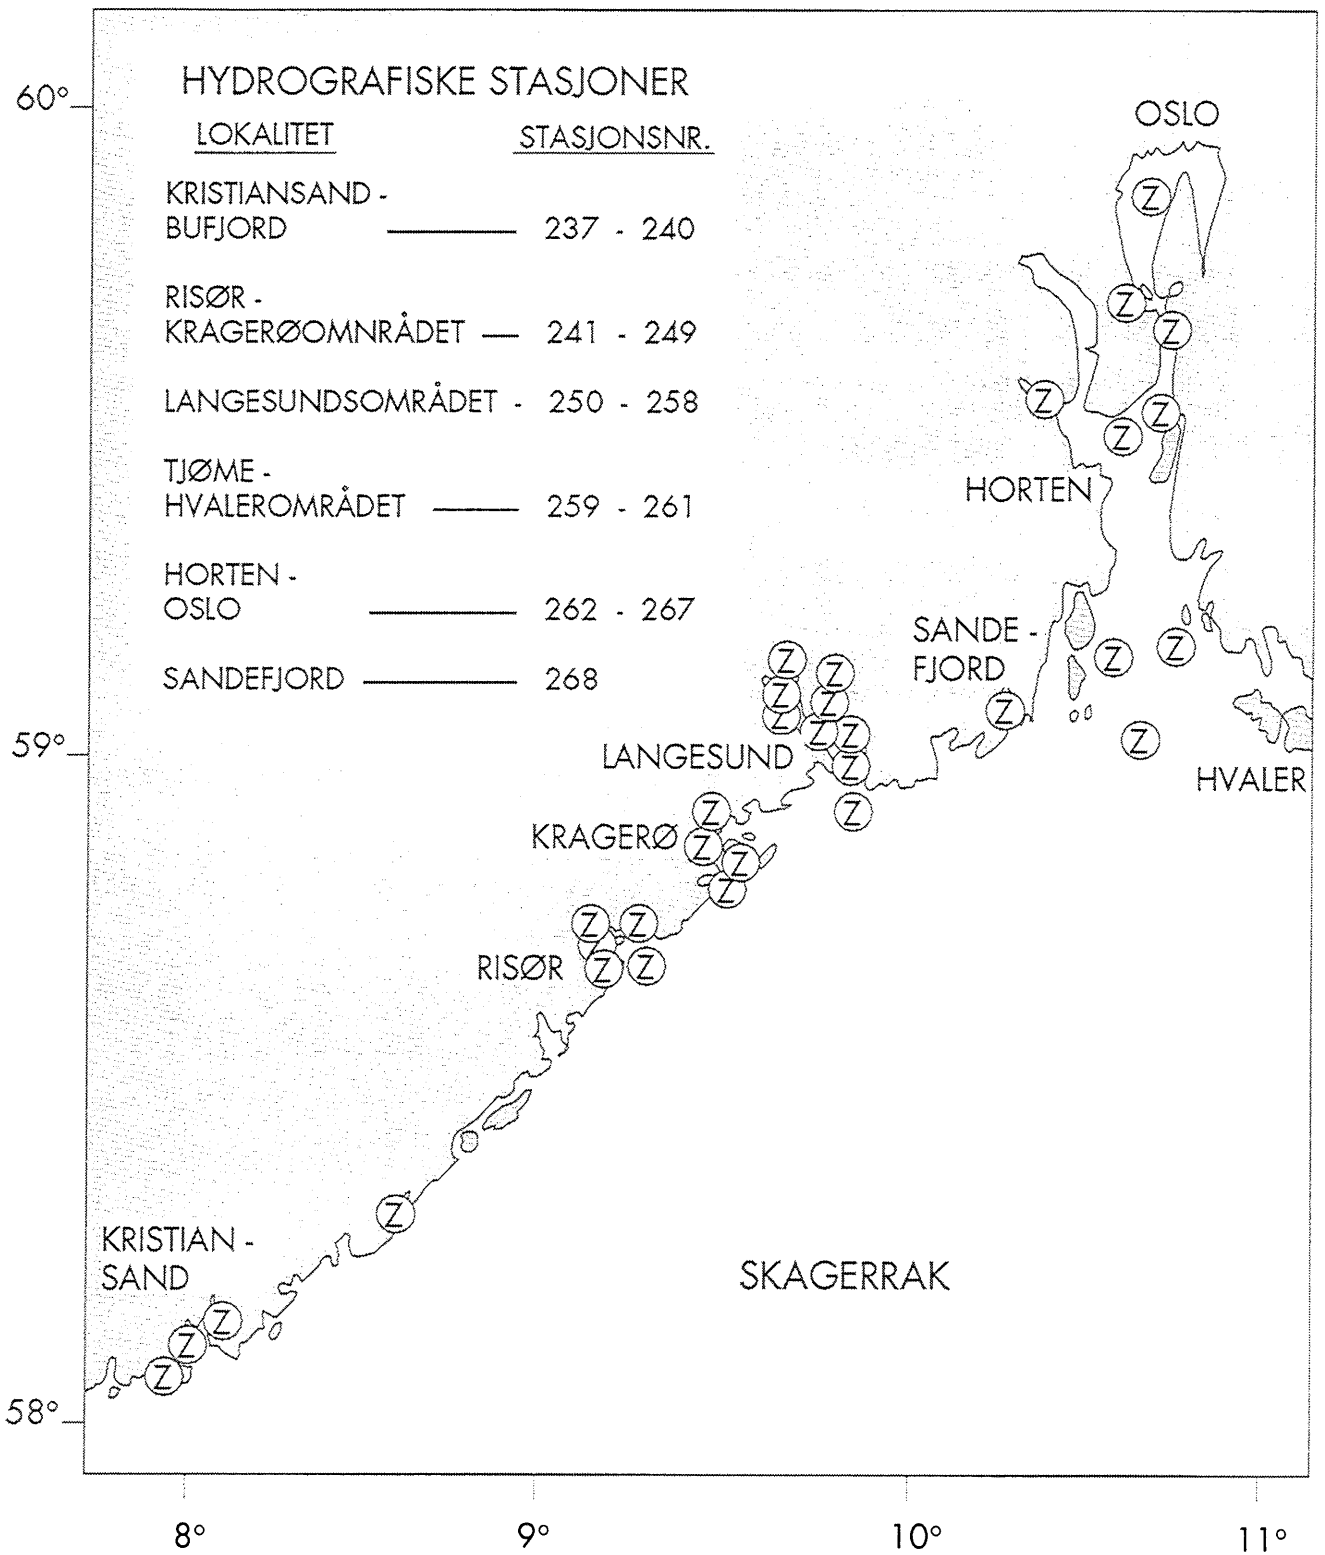 HYDROGRAFISKE STASJONER
LOKALITET STASJONSNR.
KRISTIANSAND -
BUFJORD 237 - 240
RISØR -
KRAGERØOMNRÅDET 241 - 249
LANGESUNDSOMRÅDET - 250 - 258
TJØME -
HVALEROMRÅDET 259 - 261
HORTEN -
OSLO 262 - 267
SANDEFJORD 268
60°
59°
58°
8° 9° 10° 11°
OSLO
Z
Z
Z
Z
Z
Z
HORTEN
SANDE -
FJORD
Z
Z
Z
Z
HVALER
Z
Z
Z
Z
Z
Z
Z
Z
Z
LANGESUND
KRAGERØ
Z
Z
Z
Z
RISØR
Z
Z
Z
Z
Z
KRISTIAN -
SAND
Z
Z
Z
Z
SKAGERRAK